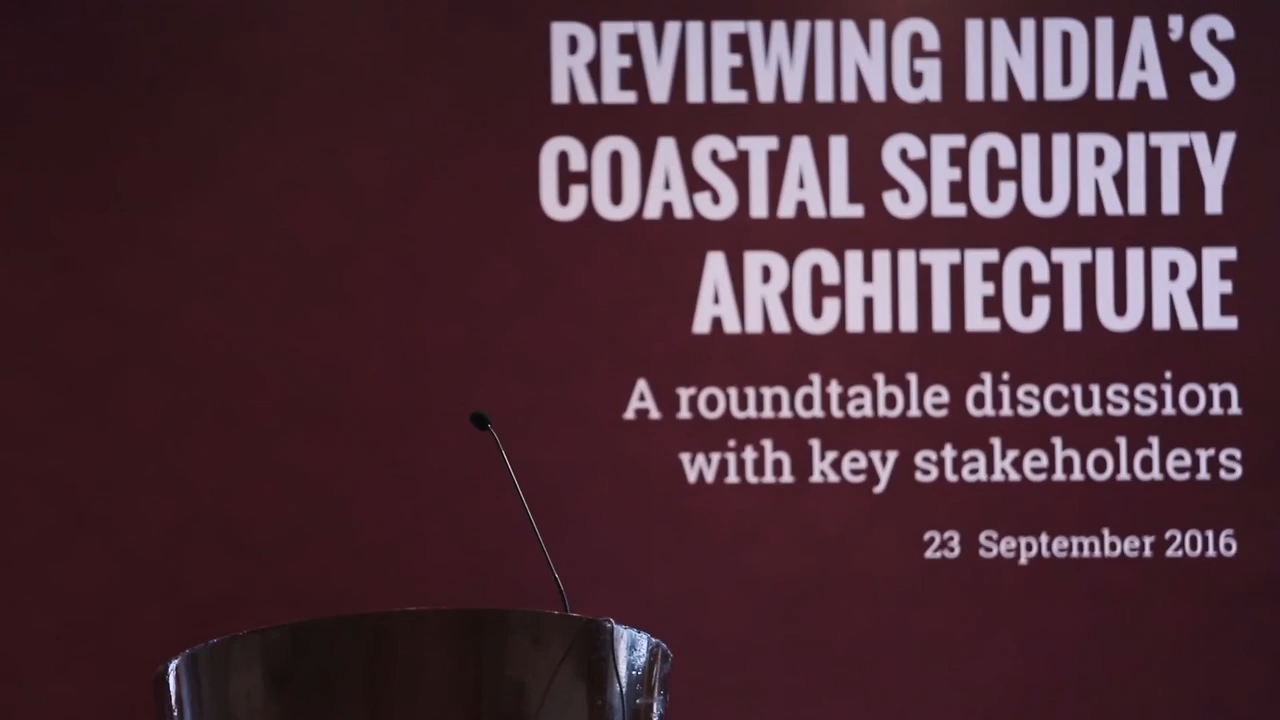 REVIEWING INDIA'S
COASTAL SECURITY
ARCHITECTURE
A roundtable discussion
with key stakeholders
23 September 2016